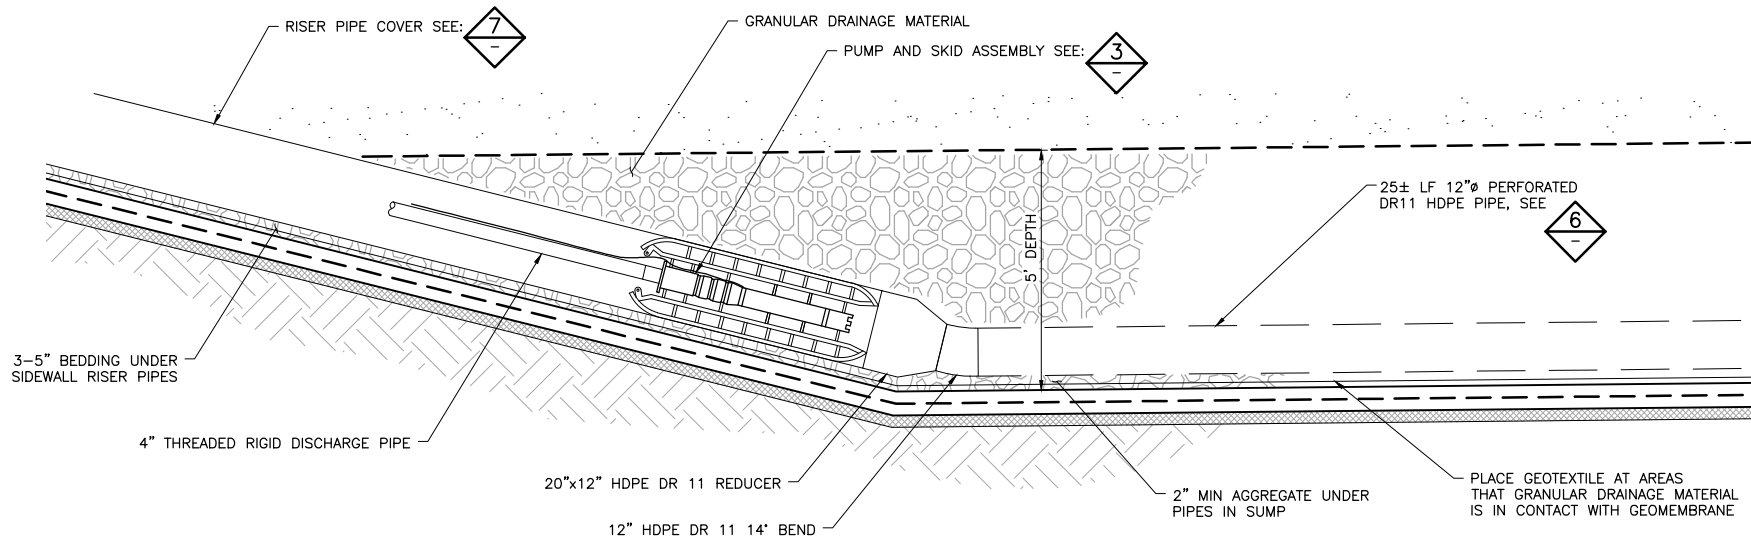 RISER PIPE COVER SEE:
7
-
GRANULAR DRAINAGE MATERIAL
PUMP AND SKID ASSEMBLY SEE:
3
-
25± LF 12"ø PERFORATED
DR11 HDPE PIPE, SEE
6
-
5' DEPTH
3-5" BEDDING UNDER
SIDEWALL RISER PIPES
4" THREADED RIGID DISCHARGE PIPE
20"x12" HDPE DR 11 REDUCER
12" HDPE DR 11 14° BEND
2" MIN AGGREGATE UNDER
PIPES IN SUMP
PLACE GEOTEXTILE AT AREAS
THAT GRANULAR DRAINAGE MATERIAL
IS IN CONTACT WITH GEOMEMBRANE